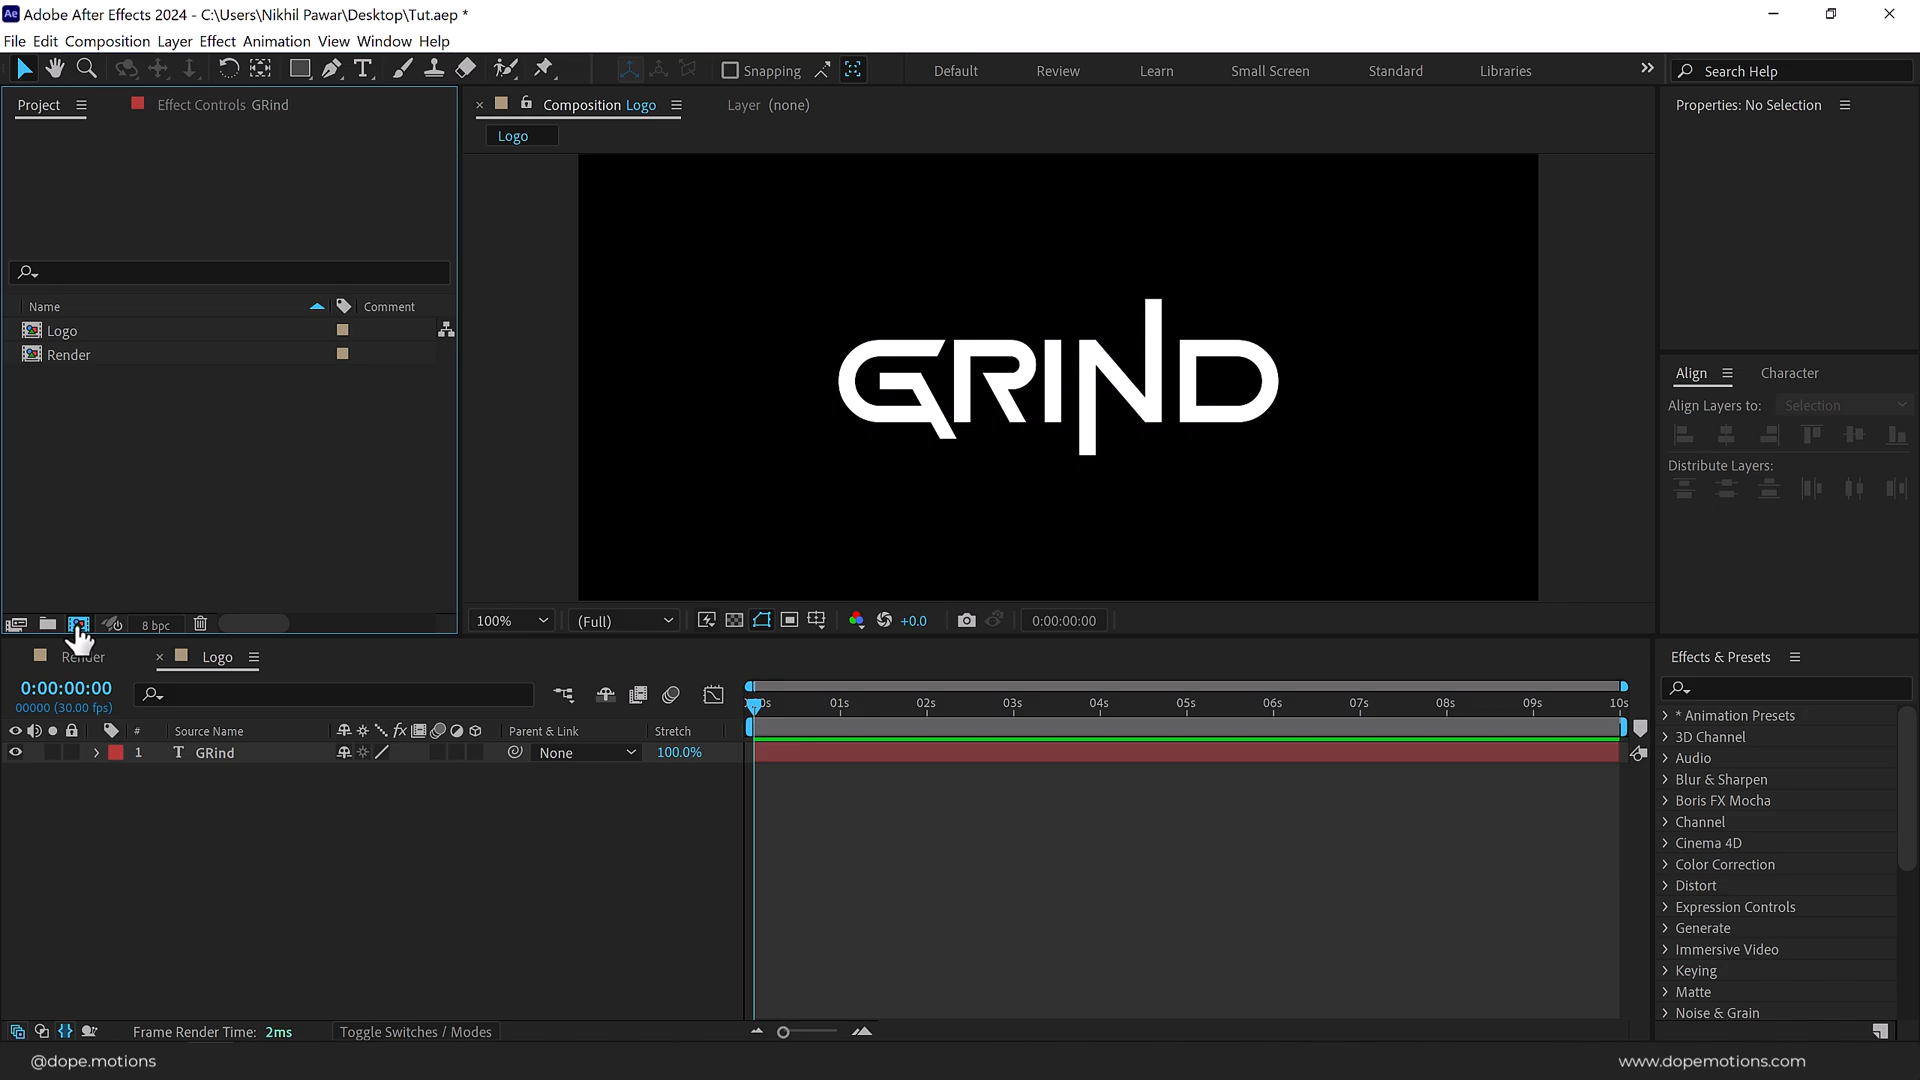 Adobe After Effects 2024 - C:\Users\Nikhil Pawar\Desktop\Tut.aep *
File Edit Composition Layer Effect Animation View Window Help
Snapping
Default Review Learn Small Screen Standard Libraries
Search Help
Project
Effect Controls GRind
Composition Logo
Layer (none)
Properties: No Selection
Logo
Name Comment
Logo
Render
GRIND
Align Character
Align Layers to: Selection
Distribute Layers:
8 bpc
100% (Full) +0.0 0:00:00:00
Render Logo
Effects & Presets
0:00:00:00
00000 (30.00 fps)
01s 02s 03s 04s 05s 06s 07s 08s 09s 10s
# Source Name Parent & Link Stretch
1 T GRind None 100.0%
* Animation Presets
3D Channel
Audio
Blur & Sharpen
Boris FX Mocha
Channel
Cinema 4D
Color Correction
Distort
Expression Controls
Generate
Immersive Video
Keying
Matte
Noise & Grain
Frame Render Time: 2ms Toggle Switches / Modes
@dope.motions www.dopemotions.com